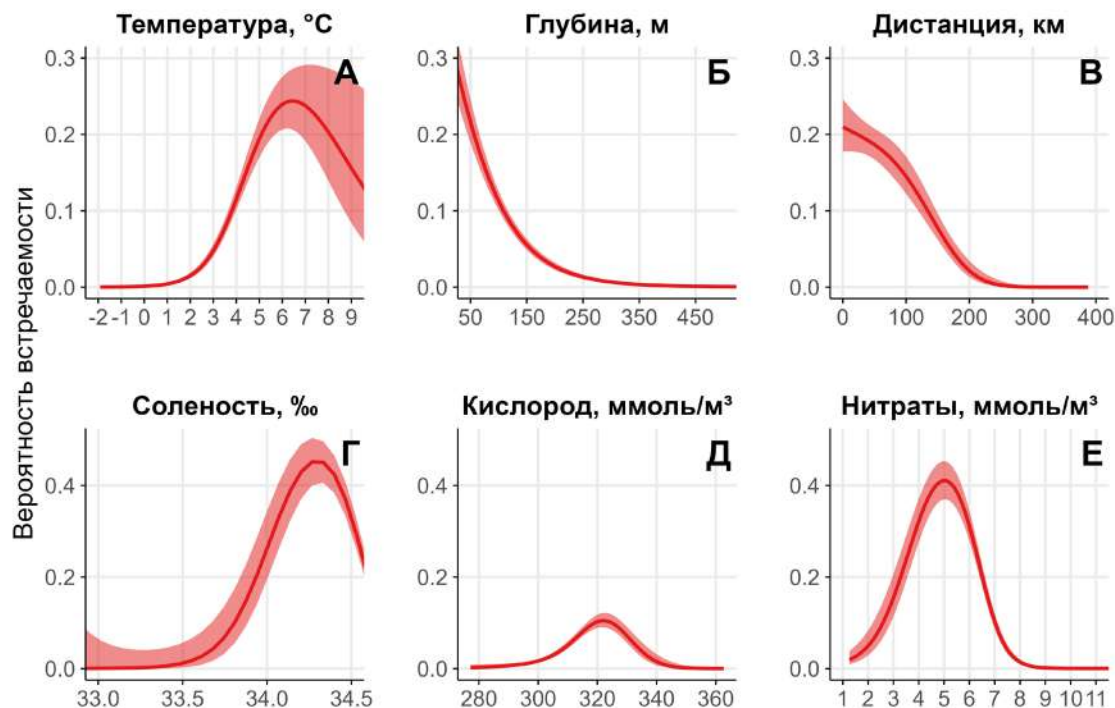 Температура, °C
Глубина, м
Дистанция, км
Вероятность встречаемости
0.3
0.2
0.1
0.0
А
-2 -1 0 1 2 3 4 5 6 7 8 9
0.3
0.2
0.1
0.0
Б
50 150 250 350 450
0.3
0.2
0.1
0.0
В
0 100 200 300 400
Соленость, ‰
Кислород, ммоль/м³
Нитраты, ммоль/м³
0.4
0.2
0.0
Г
33.0 33.5 34.0 34.5
0.4
0.2
0.0
Д
280 300 320 340 360
0.4
0.2
0.0
Е
1 2 3 4 5 6 7 8 9 10 11